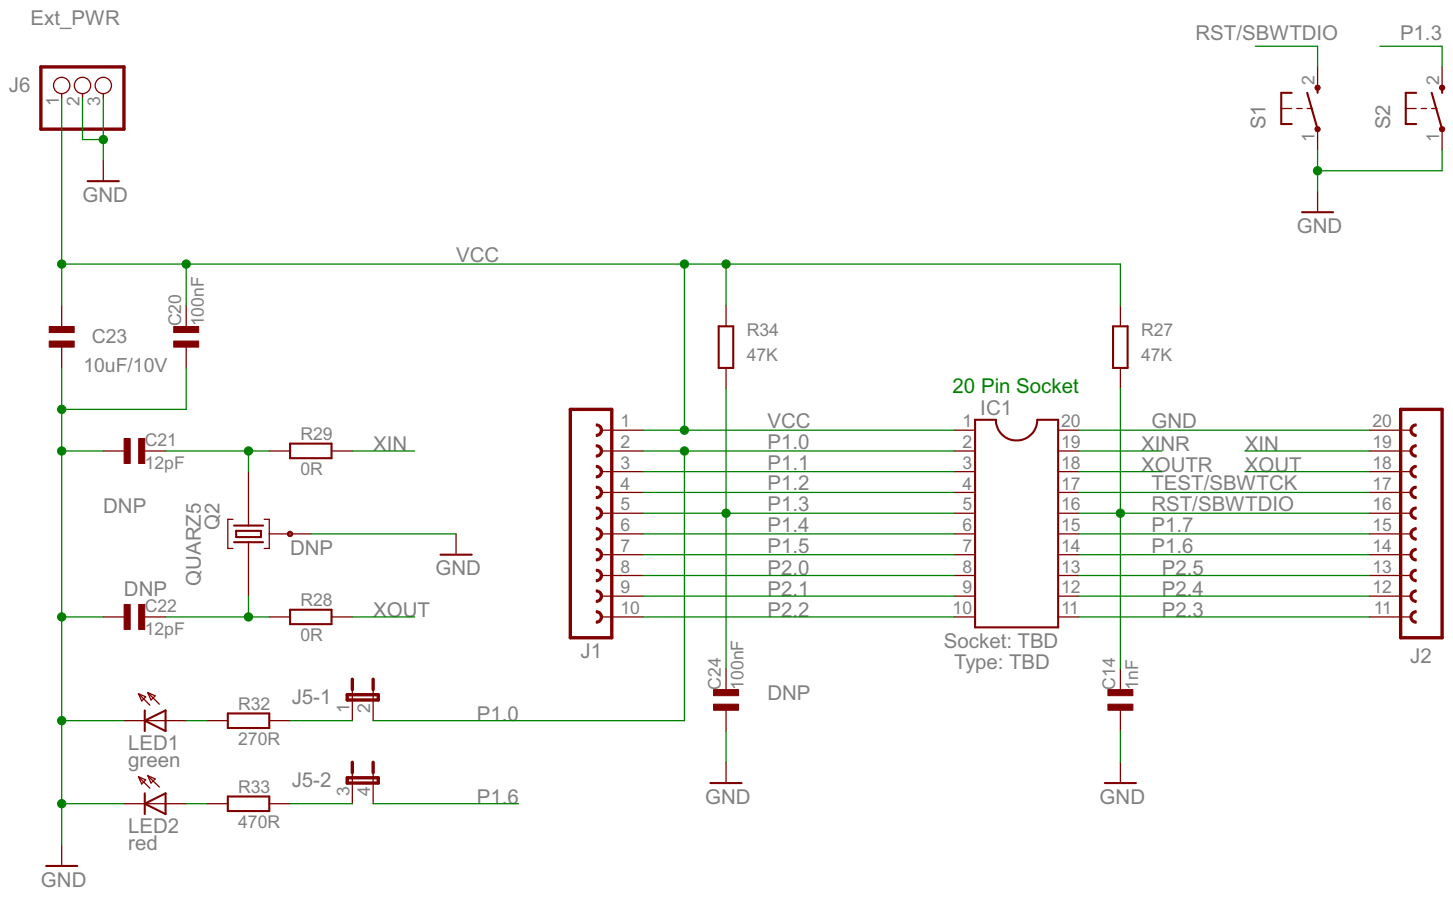 Ext_PWR
J6
1
2
3
GND
RST/SBWTDIO
P1.3
S1
2
1
S2
2
1
GND
VCC
C23
10uF/10V
C20
100nF
R34
47K
R27
47K
C21
12pF
DNP
R29
0R
XIN
QUARZ5
Q2
DNP
GND
DNP
C22
12pF
R28
0R
XOUT
20 Pin Socket
IC1
1 VCC 1 20 GND 20
2 P1.0 2 19 XINR XIN 19
3 P1.1 3 18 XOUTR XOUT 18
4 P1.2 4 17 TEST/SBWTCK 17
5 P1.3 5 16 RST/SBWTDIO 16
6 P1.4 6 15 P1.7 15
7 P1.5 7 14 P1.6 14
8 P2.0 8 13 P2.5 13
9 P2.1 9 12 P2.4 12
10 P2.2 10 11 P2.3 11
J1
Socket: TBD
Type: TBD
J2
C24
100nF
DNP
GND
C14
1nF
GND
LED1
green
R32
270R
J5-1
1
2
P1.0
LED2
red
R33
470R
J5-2
3
4
P1.6
GND